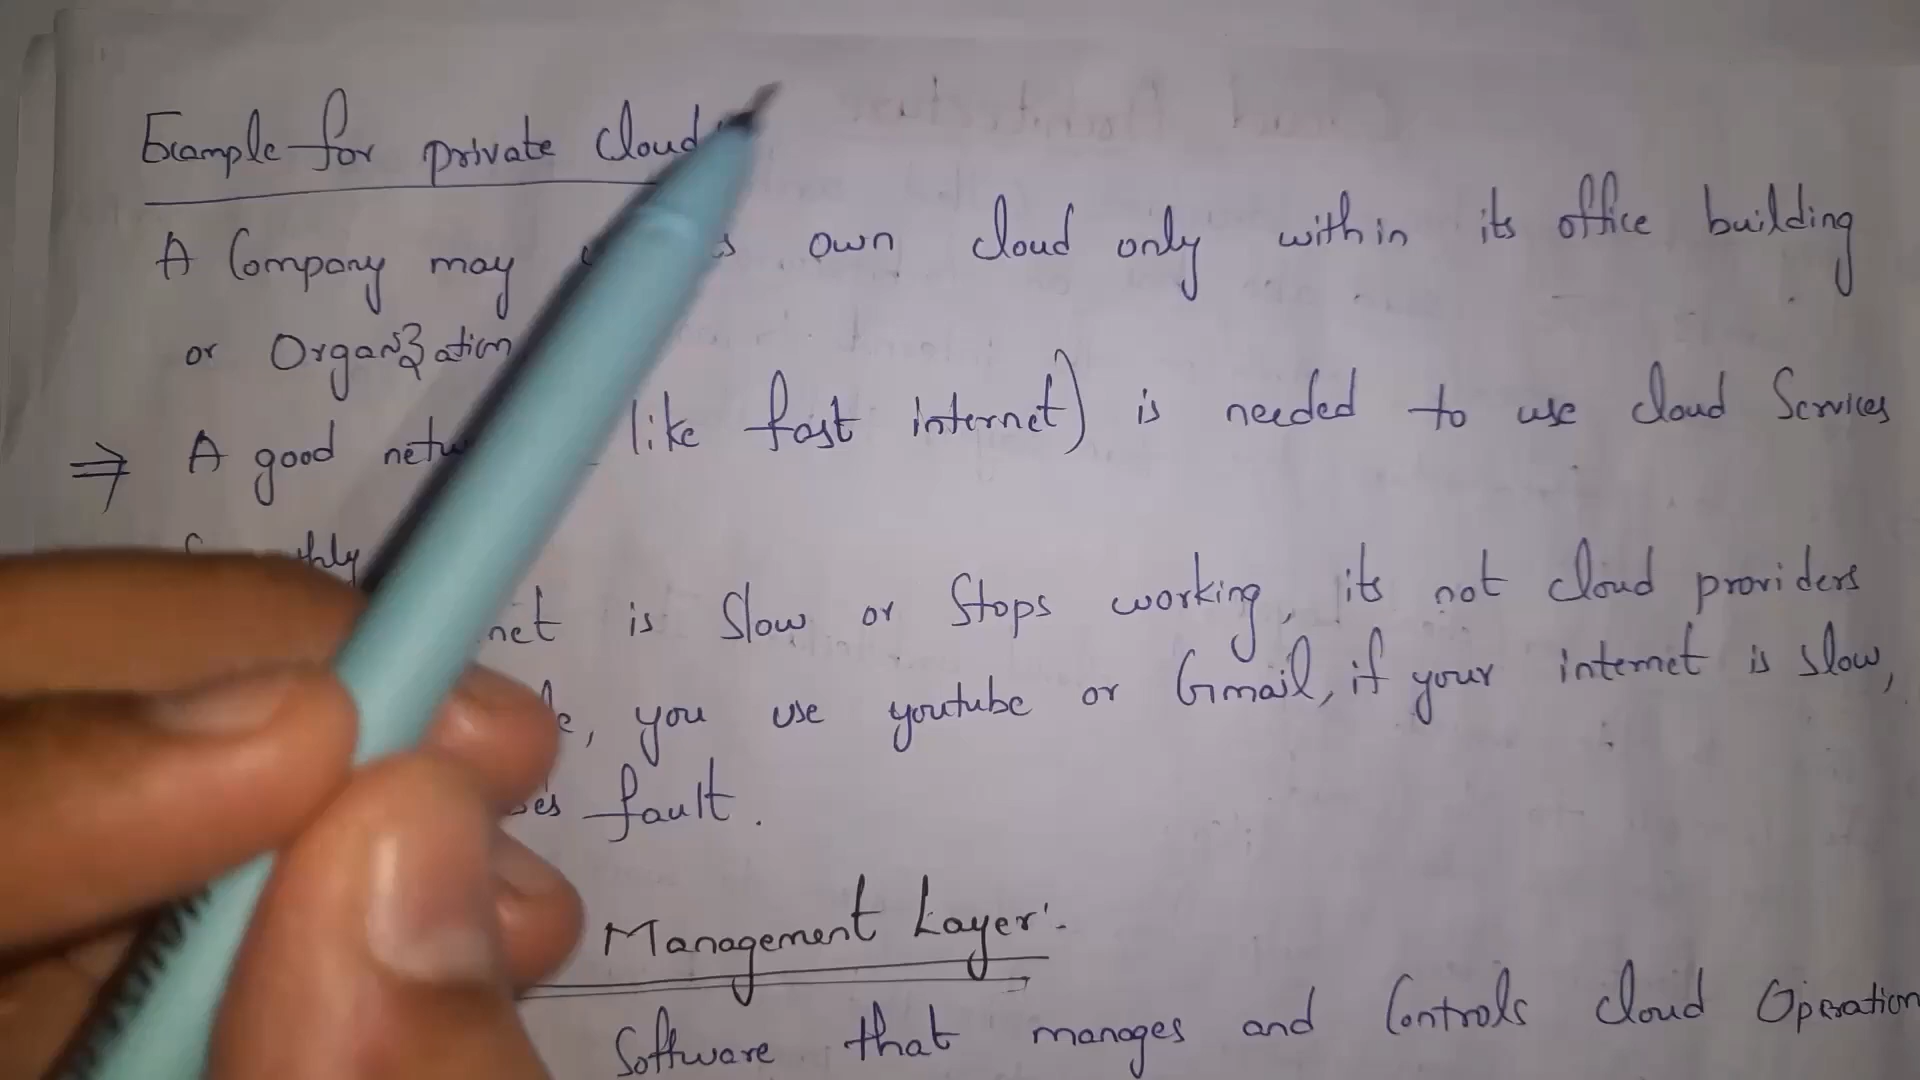 Example for private cloud
A Company may own cloud only within its office building
or Organization
A good (like fast internet) is needed to use cloud Services
is slow or stops working, its not cloud providers
you use youtube or Gmail, if your internet is slow,
fault.
Management Layer:-
Software that manages and Controls cloud Operation